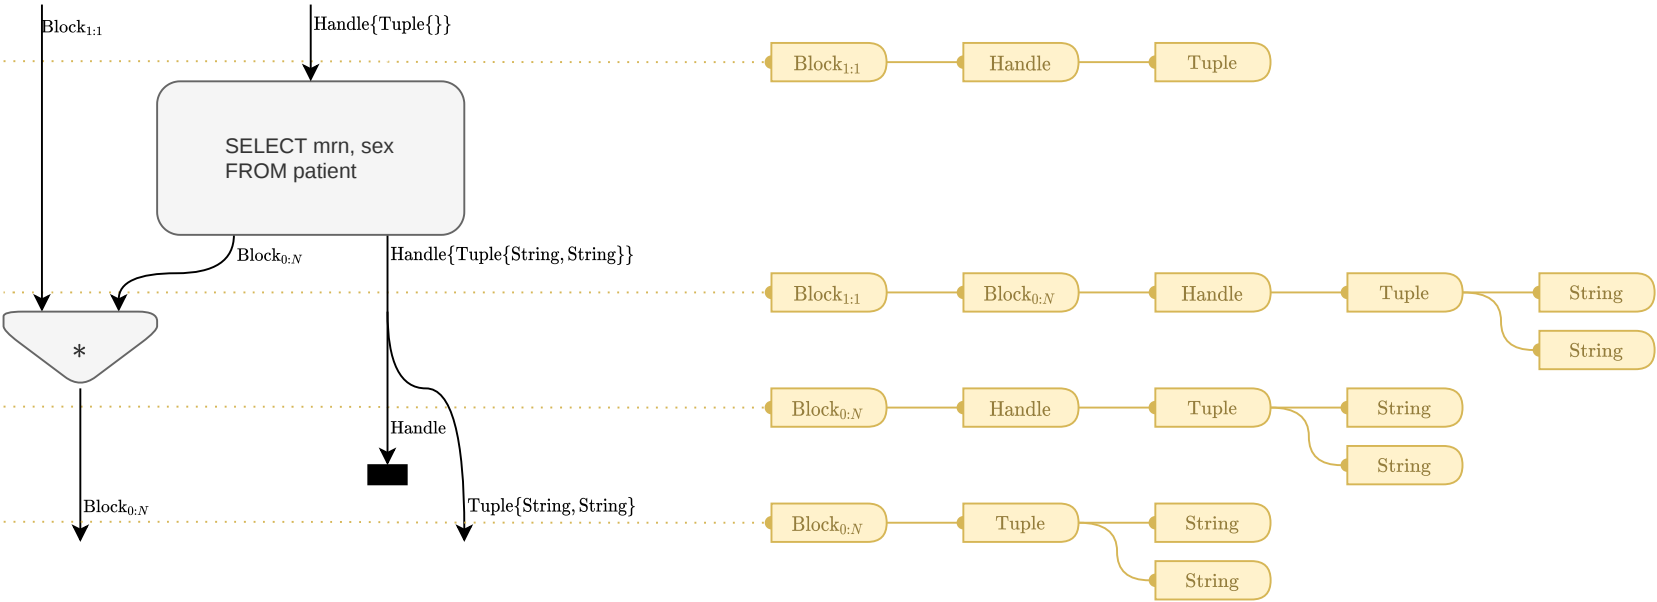 Block1:1
Handle{Tuple{}}
Block1:1 Handle Tuple
SELECT mrn, sex
FROM patient
Block0:N
Handle{Tuple{String, String}}
Block1:1 Block0:N Handle Tuple String
String
*
Block0:N Handle Tuple String
Handle
String
Block0:N
Tuple{String, String}
Block0:N Tuple String
String